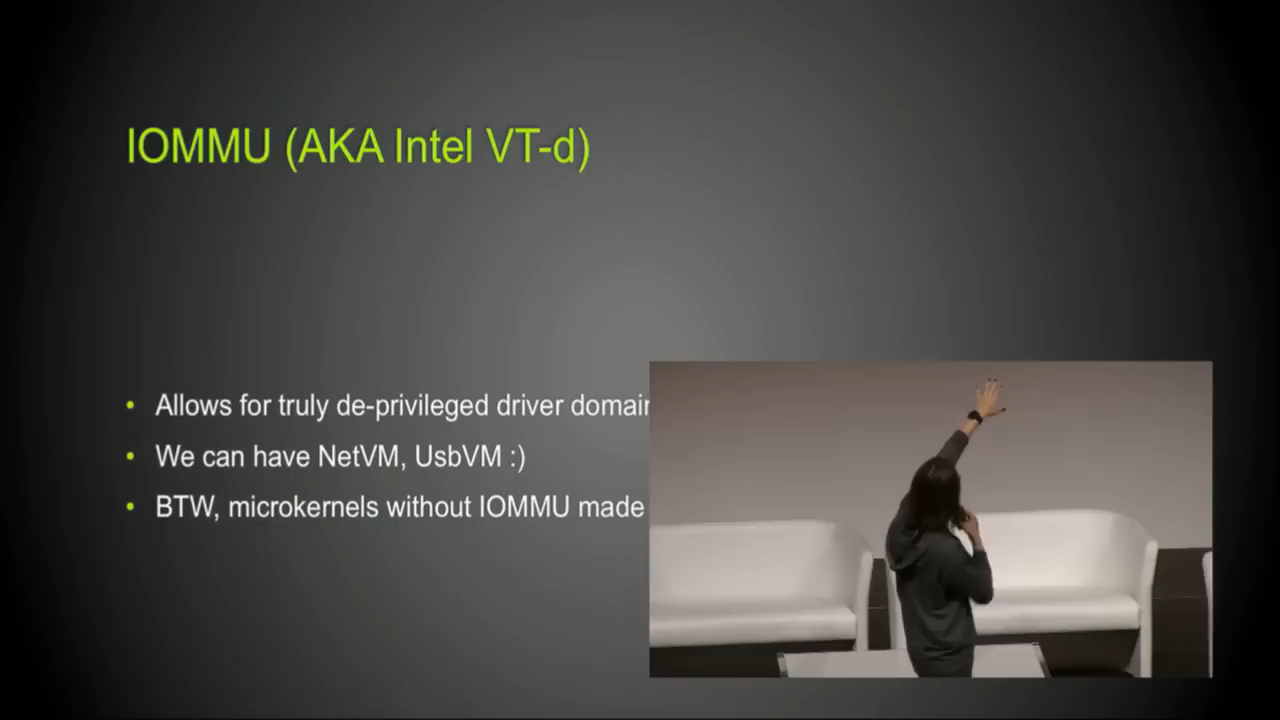 IOMMU (AKA Intel VT-d)
• Allows for truly de-privileged driver
• We can have NetVM, UsbVM :)
• BTW, microkernels without IOMMU made